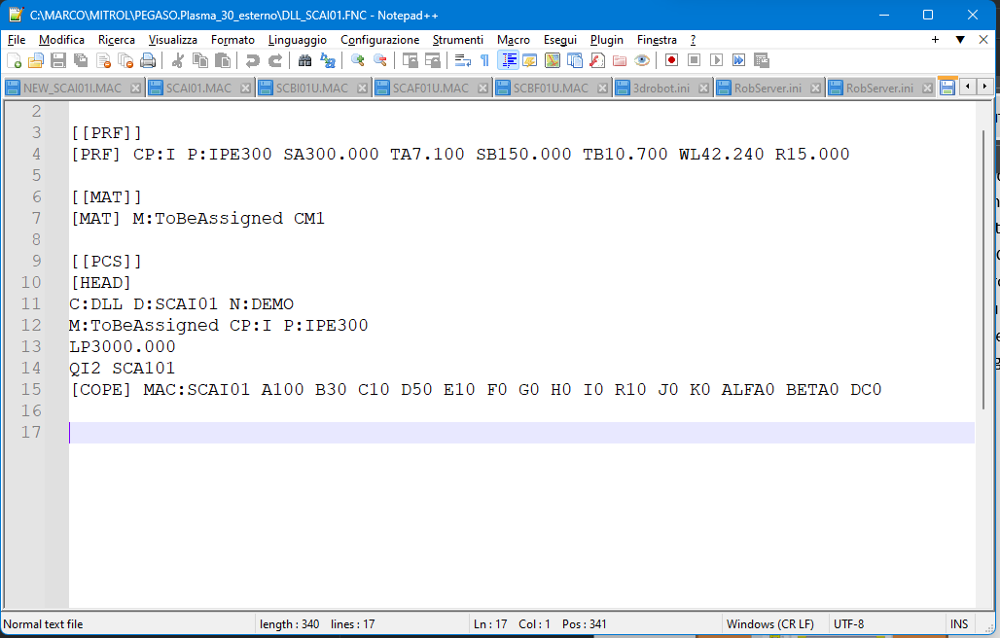 C:\MARCO\MITROL\PEGASO.Plasma_30_esterno\DLL_SCAI01.FNC - Notepad++
File Modifica Ricerca Visualizza Formato Linguaggio Configurazione Strumenti Macro Esegui Plugin Finestra ? + ▼ X
NEW_SCAI01I.MAC SCAI01.MAC SCBI01U.MAC SCAF01U.MAC SCBF01U.MAC 3drobot.ini RobServer.ini RobServer.ini
2
3 [[PRF]]
4 [PRF] CP:I P:IPE300 SA300.000 TA7.100 SB150.000 TB10.700 WL42.240 R15.000
5
6 [[MAT]]
7 [MAT] M:ToBeAssigned CM1
8
9 [[PCS]]
10 [HEAD]
11 C:DLL D:SCAI01 N:DEMO
12 M:ToBeAssigned CP:I P:IPE300
13 LP3000.000
14 QI2 SCA101
15 [COPE] MAC:SCAI01 A100 B30 C10 D50 E10 F0 G0 H0 I0 R10 J0 K0 ALFA0 BETA0 DC0
16
17
Normal text file length : 340 lines : 17 Ln : 17 Col : 1 Pos : 341 Windows (CR LF) UTF-8 INS